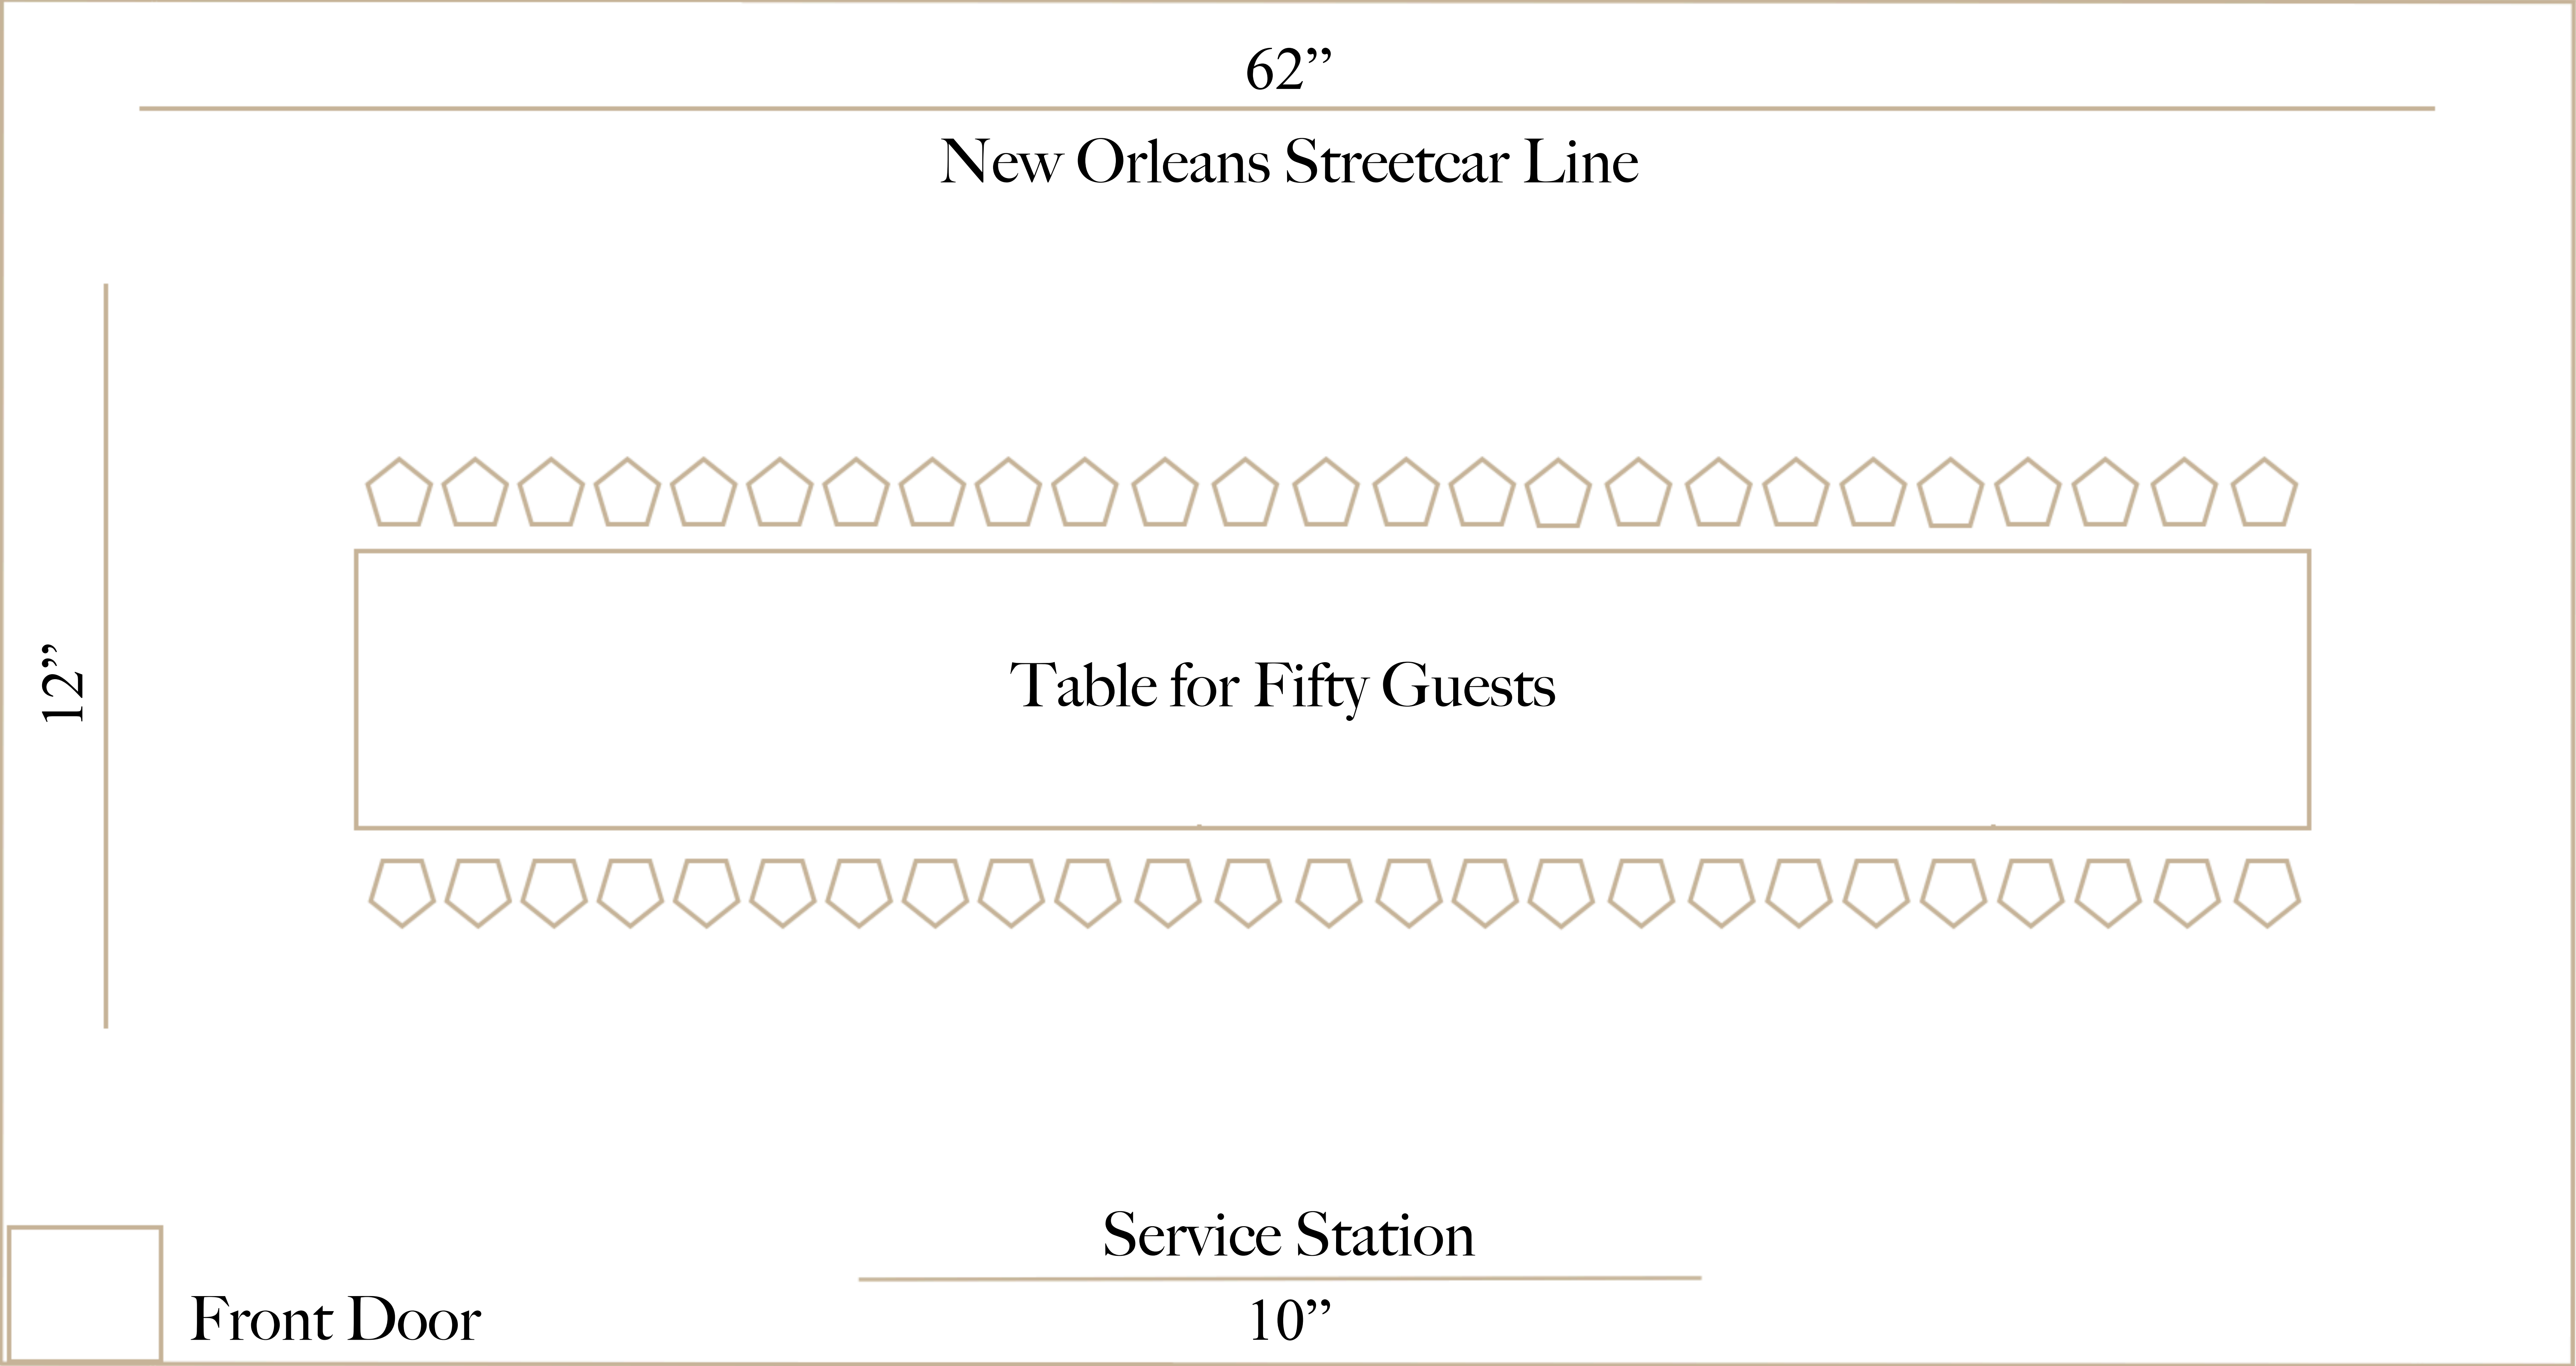 62”
New Orleans Streetcar Line
12”
Table for Fifty Guests
Service Station
10”
Front Door